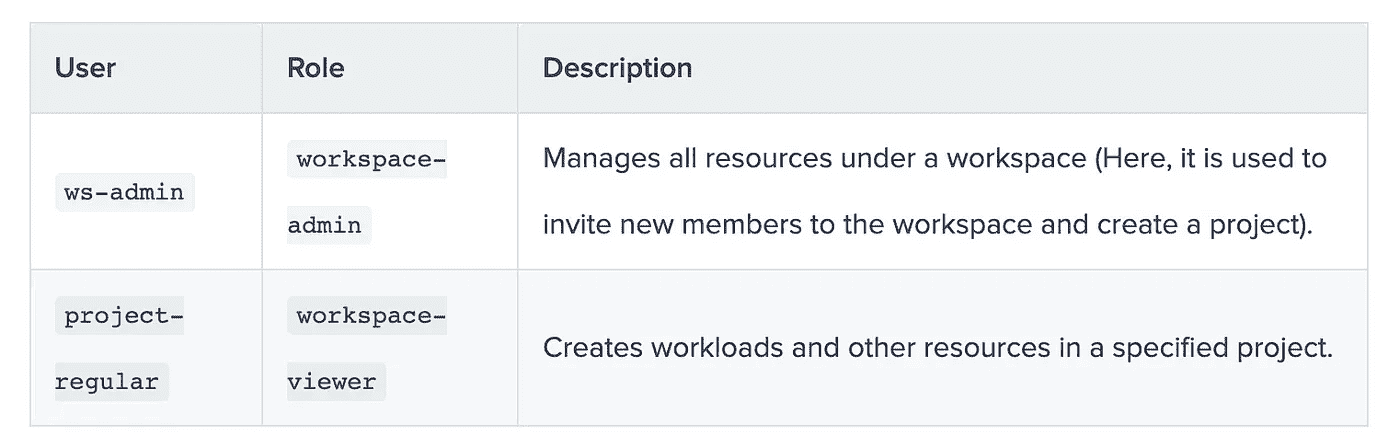 User Role Description
ws-admin
workspace-
admin
Manages all resources under a workspace (Here, it is used to
invite new members to the workspace and create a project).
project-
regular
workspace-
viewer
Creates workloads and other resources in a specified project.